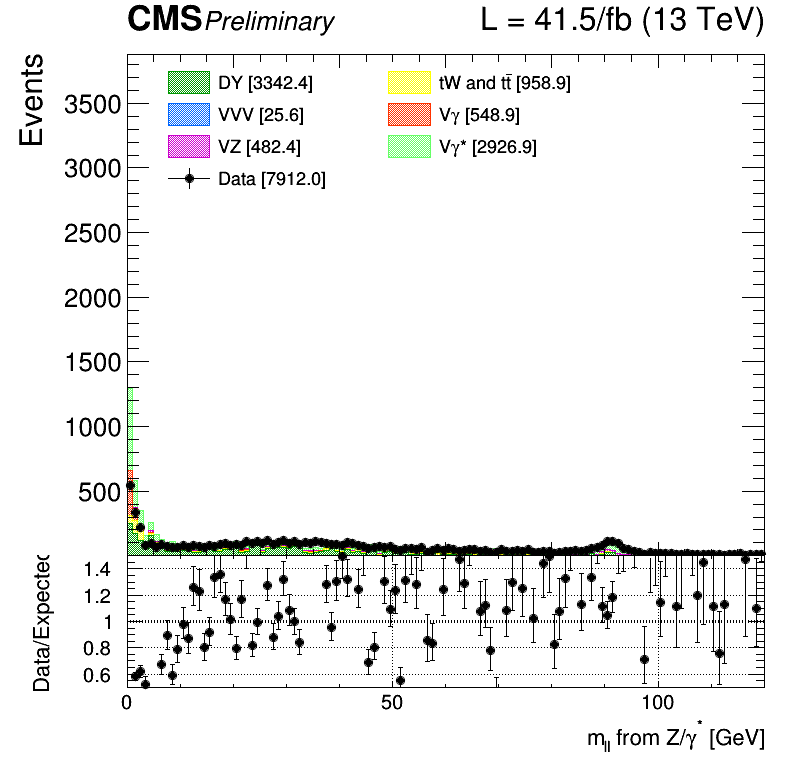 CMS Preliminary L = 41.5/fb (13 TeV)
Events
DY [3342.4] tW and tt̄ [958.9]
VVV [25.6] Vγ [548.9]
VZ [482.4] Vγ* [2926.9]
Data [7912.0]
3500
3000
2500
2000
1500
1000
500
Data/Expected
1.4
1.2
1
0.8
0.6
0 50 100
m_ll from Z/γ* [GeV]